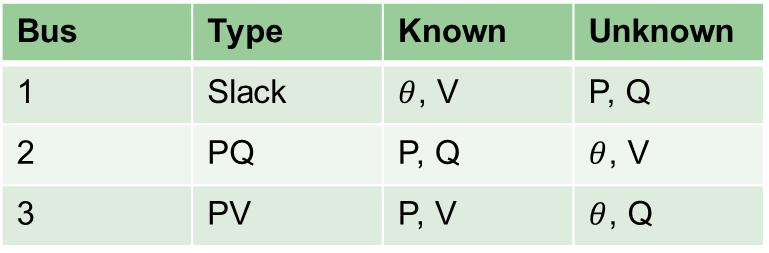 Bus Type Known Unknown
1 Slack θ, V P, Q
2 PQ P, Q θ, V
3 PV P, V θ, Q